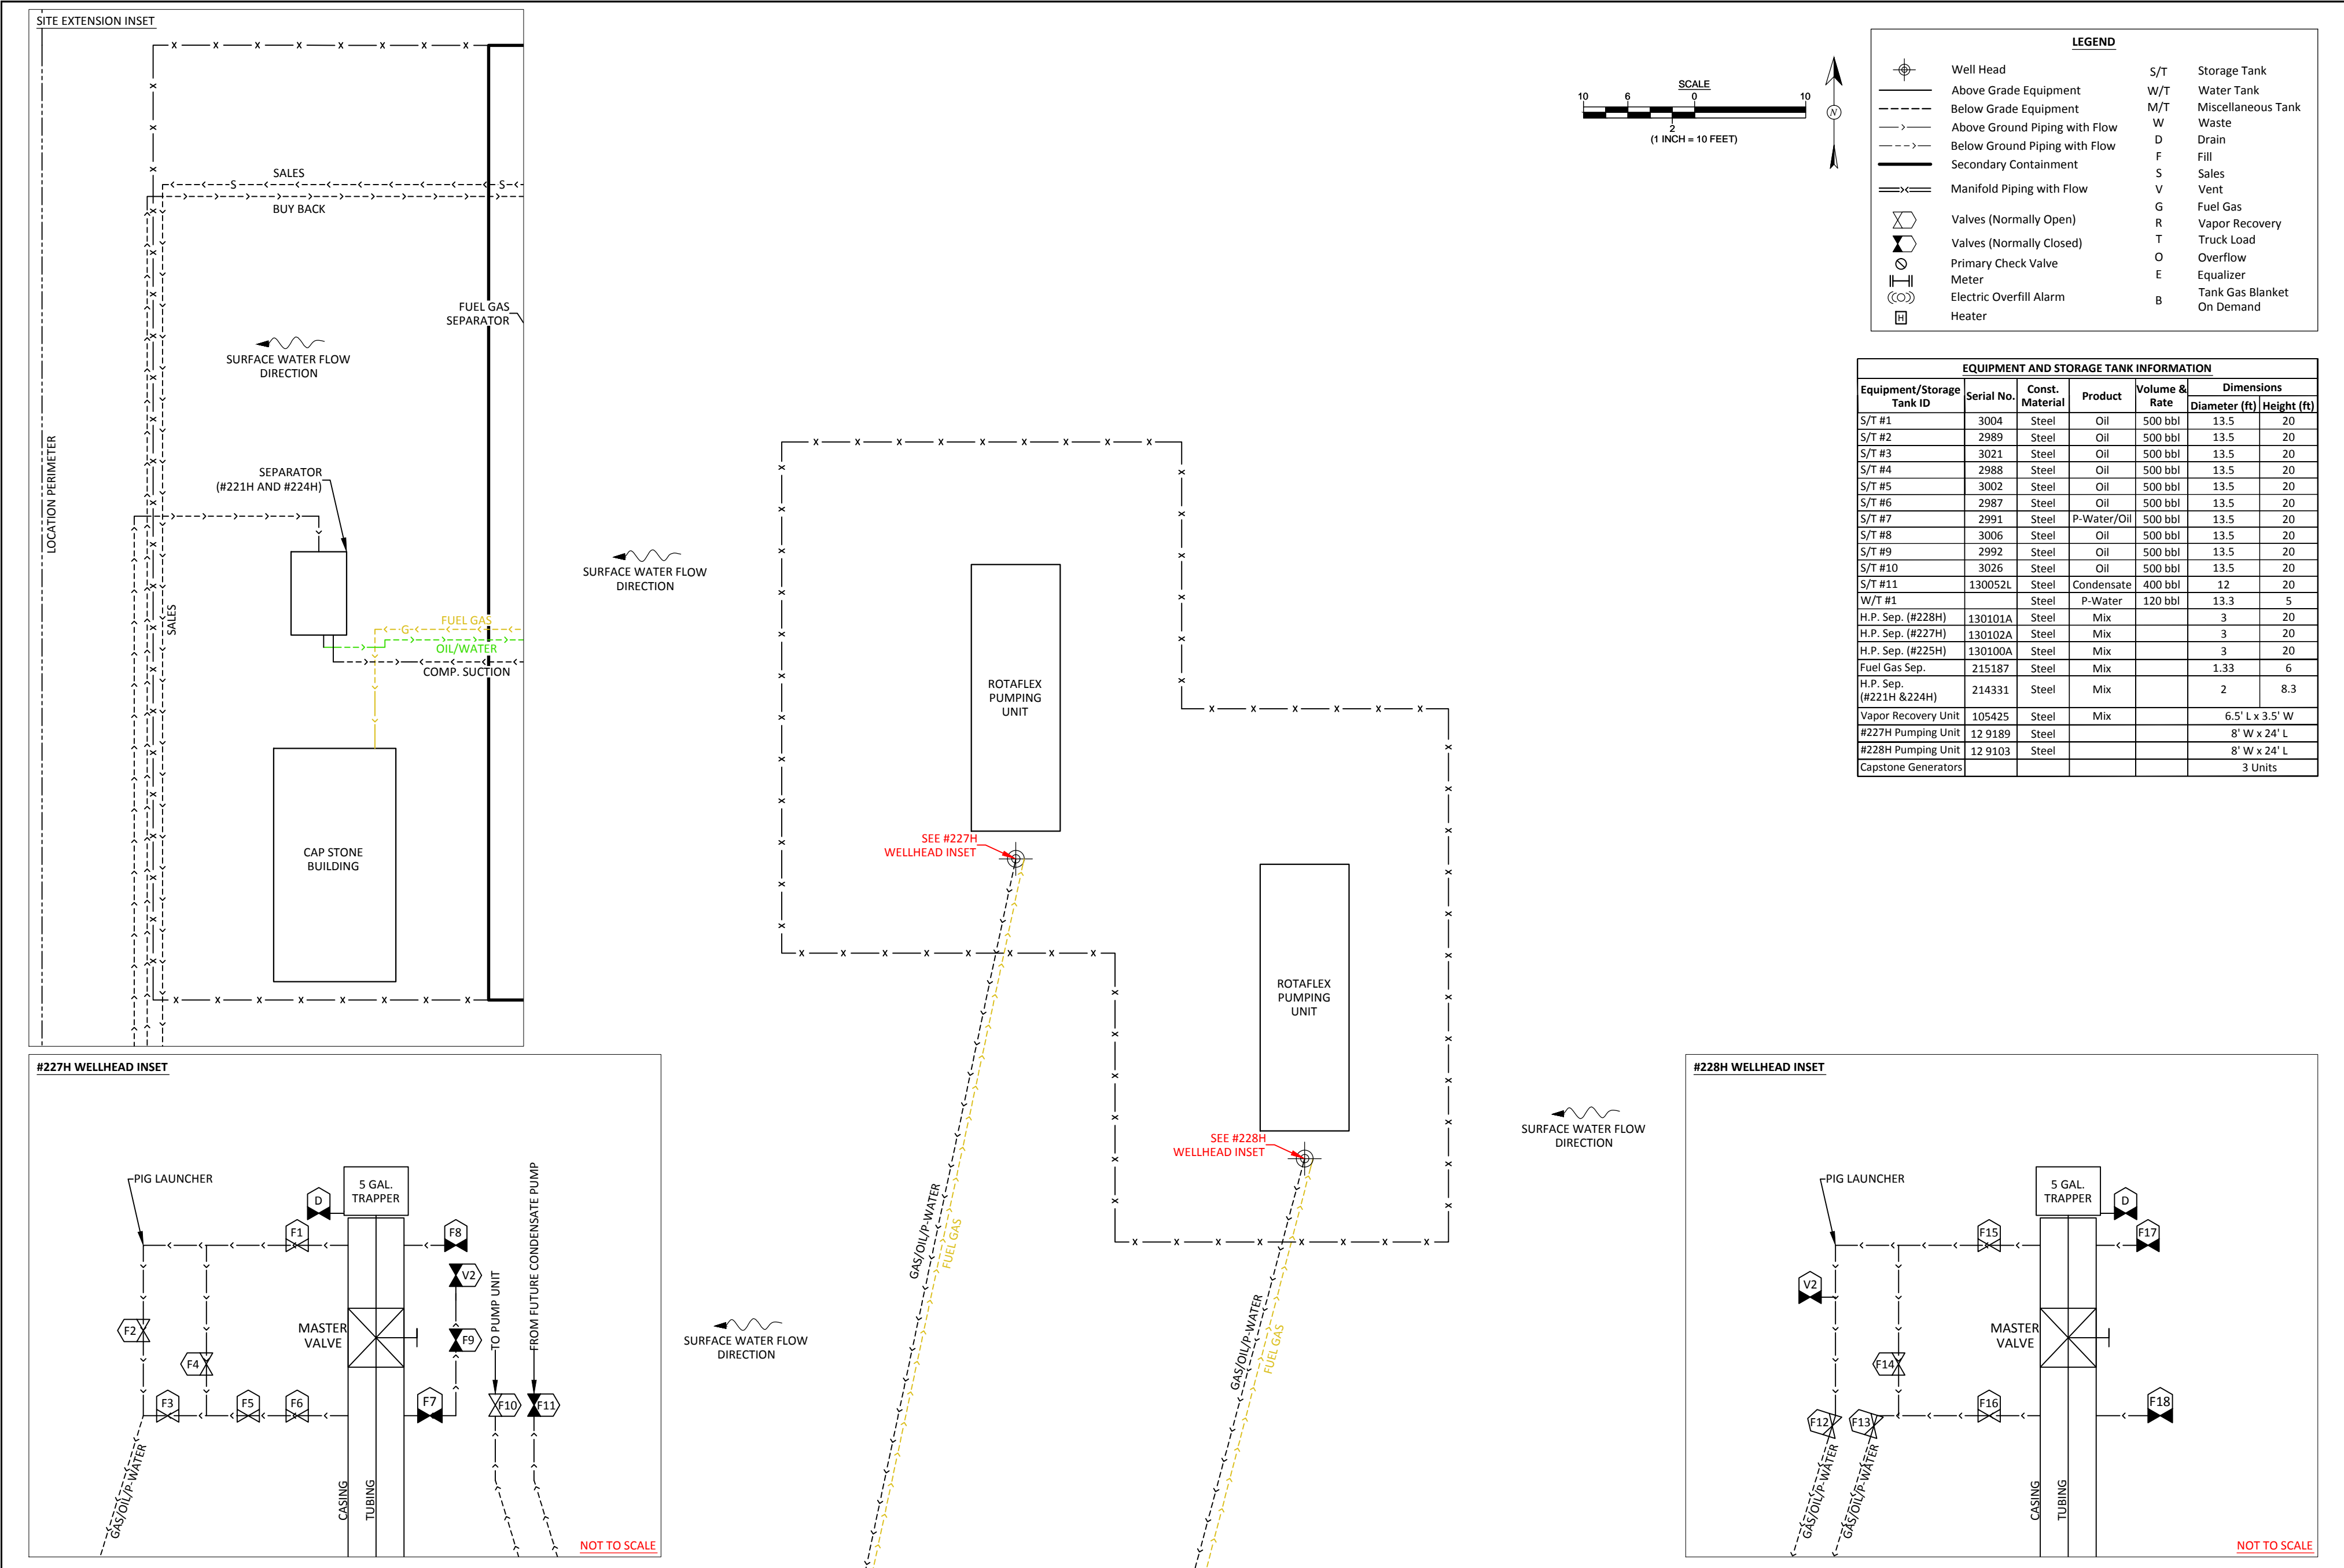 SITE EXTENSION INSET
SALES
S
S
BUY BACK
FUEL GAS
SEPARATOR
SURFACE WATER FLOW
DIRECTION
LOCATION PERIMETER
SEPARATOR
(#221H AND #224H)
SALES
FUEL GAS
G
OIL/WATER
COMP. SUCTION
CAP STONE
BUILDING
SCALE
10 6 0 10
2
(1 INCH = 10 FEET)
N
LEGEND
Well Head
Above Grade Equipment
Below Grade Equipment
Above Ground Piping with Flow
Below Ground Piping with Flow
Secondary Containment
Manifold Piping with Flow
Valves (Normally Open)
Valves (Normally Closed)
Primary Check Valve
Meter
Electric Overfill Alarm
H Heater
S/T Storage Tank
W/T Water Tank
M/T Miscellaneous Tank
W Waste
D Drain
F Fill
S Sales
V Vent
G Fuel Gas
R Vapor Recovery
T Truck Load
O Overflow
E Equalizer
B Tank Gas Blanket
On Demand
EQUIPMENT AND STORAGE TANK INFORMATION
Equipment/Storage Tank ID Serial No. Const. Material Product Volume & Rate Dimensions
Diameter (ft) Height (ft)
S/T #1 3004 Steel Oil 500 bbl 13.5 20
S/T #2 2989 Steel Oil 500 bbl 13.5 20
S/T #3 3021 Steel Oil 500 bbl 13.5 20
S/T #4 2988 Steel Oil 500 bbl 13.5 20
S/T #5 3002 Steel Oil 500 bbl 13.5 20
S/T #6 2987 Steel Oil 500 bbl 13.5 20
S/T #7 2991 Steel P-Water/Oil 500 bbl 13.5 20
S/T #8 3006 Steel Oil 500 bbl 13.5 20
S/T #9 2992 Steel Oil 500 bbl 13.5 20
S/T #10 3026 Steel Oil 500 bbl 13.5 20
S/T #11 130052L Steel Condensate 400 bbl 12 20
W/T #1 Steel P-Water 120 bbl 13.3 5
H.P. Sep. (#228H) 130101A Steel Mix 3 20
H.P. Sep. (#227H) 130102A Steel Mix 3 20
H.P. Sep. (#225H) 130100A Steel Mix 3 20
Fuel Gas Sep. 215187 Steel Mix 1.33 6
H.P. Sep.
(#221H &224H) 214331 Steel Mix 2 8.3
Vapor Recovery Unit 105425 Steel Mix 6.5' L x 3.5' W
#227H Pumping Unit 12 9189 Steel 8' W x 24' L
#228H Pumping Unit 12 9103 Steel 8' W x 24' L
Capstone Generators 3 Units
SURFACE WATER FLOW
DIRECTION
ROTAFLEX
PUMPING
UNIT
SEE #227H
WELLHEAD INSET
ROTAFLEX
PUMPING
UNIT
SEE #228H
WELLHEAD INSET
GAS/OIL/P-WATER
FUEL GAS
GAS/OIL/P-WATER
FUEL GAS
SURFACE WATER FLOW
DIRECTION
SURFACE WATER FLOW
DIRECTION
#227H WELLHEAD INSET
PIG LAUNCHER
D
5 GAL.
TRAPPER
F1
F8
V2
F2
MASTER
VALVE
F9
F4
F3
F5
F6
F7
F10
F11
TO PUMP UNIT
FROM FUTURE CONDENSATE PUMP
GAS/OIL/P-WATER
CASING
TUBING
NOT TO SCALE
#228H WELLHEAD INSET
PIG LAUNCHER
5 GAL.
TRAPPER
D
F15
F17
V2
MASTER
VALVE
F14
F12
F13
F16
F18
GAS/OIL/P-WATER
GAS/OIL/P-WATER
CASING
TUBING
NOT TO SCALE